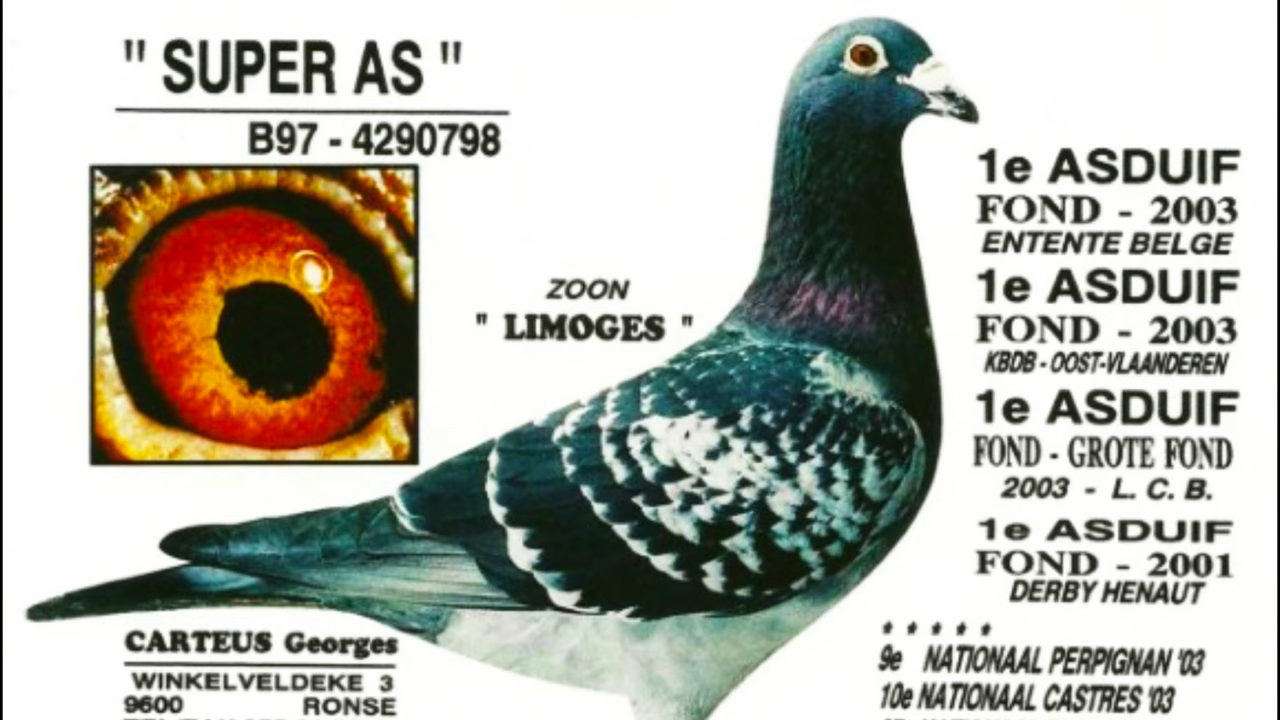 " SUPER AS "
B97 - 4290798
ZOON
" LIMOGES "
1e ASDUIF
FOND - 2003
ENTENTE BELGE
1e ASDUIF
FOND - 2003
KBDB - OOST-VLAANDEREN
1e ASDUIF
FOND - GROTE FOND
2003 - L. C. B.
1e ASDUIF
FOND - 2001
DERBY HENAUT
* * * * *
9e NATIONAAL PERPIGNAN '03
10e NATIONAAL CASTRES '03
CARTEUS Georges
WINKELVELDEKE 3
9600 RONSE